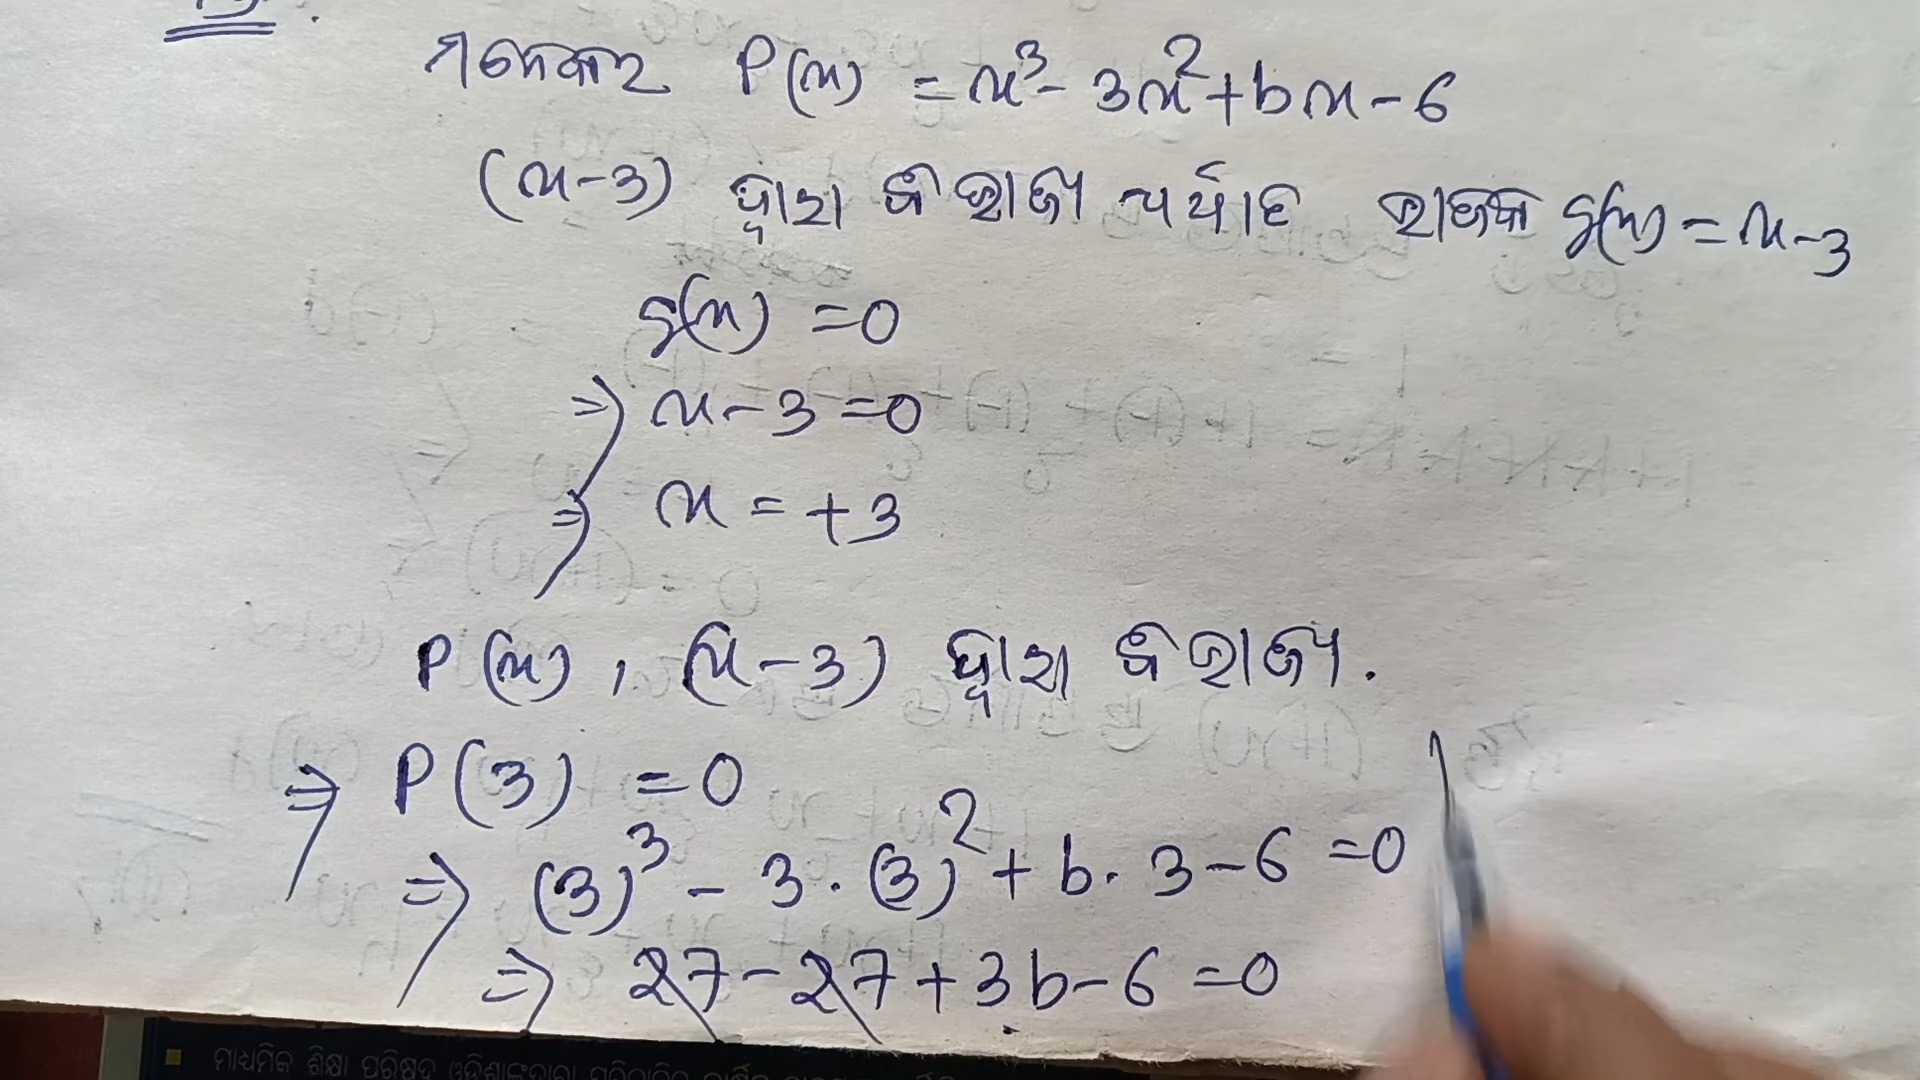 ମନେକର P(x) = x³ - 3x² + bx - 6
(x-3) ଦ୍ୱାରା ବିଭାଜ୍ୟ ଅର୍ଥାତ ଭାଜକ g(x) = x-3
g(x) = 0
⇒ x - 3 = 0
⇒ x = +3
P(x), (x-3) ଦ୍ୱାରା ବିଭାଜ୍ୟ.
⇒ P(3) = 0
⇒ (3)³ - 3 · (3)² + b · 3 - 6 = 0
⇒ 27 - 27 + 3b - 6 = 0
ମାଧ୍ୟମିକ ଶିକ୍ଷା ପରିଷଦ